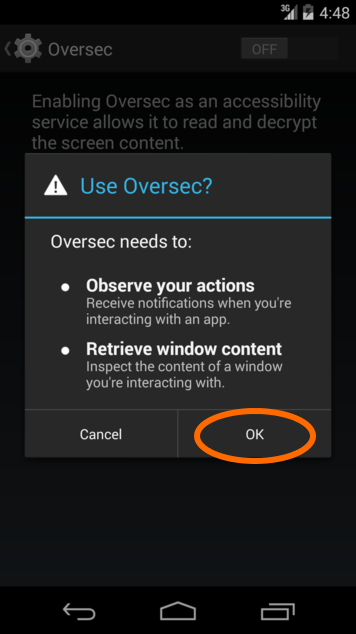 3G 4:48
Oversec OFF
Enabling Oversec as an accessibility
service allows it to read and decrypt
the screen content.
Use Oversec?
Oversec needs to:
● Observe your actions
Receive notifications when you're
interacting with an app.
● Retrieve window content
Inspect the content of a window
you're interacting with.
Cancel OK